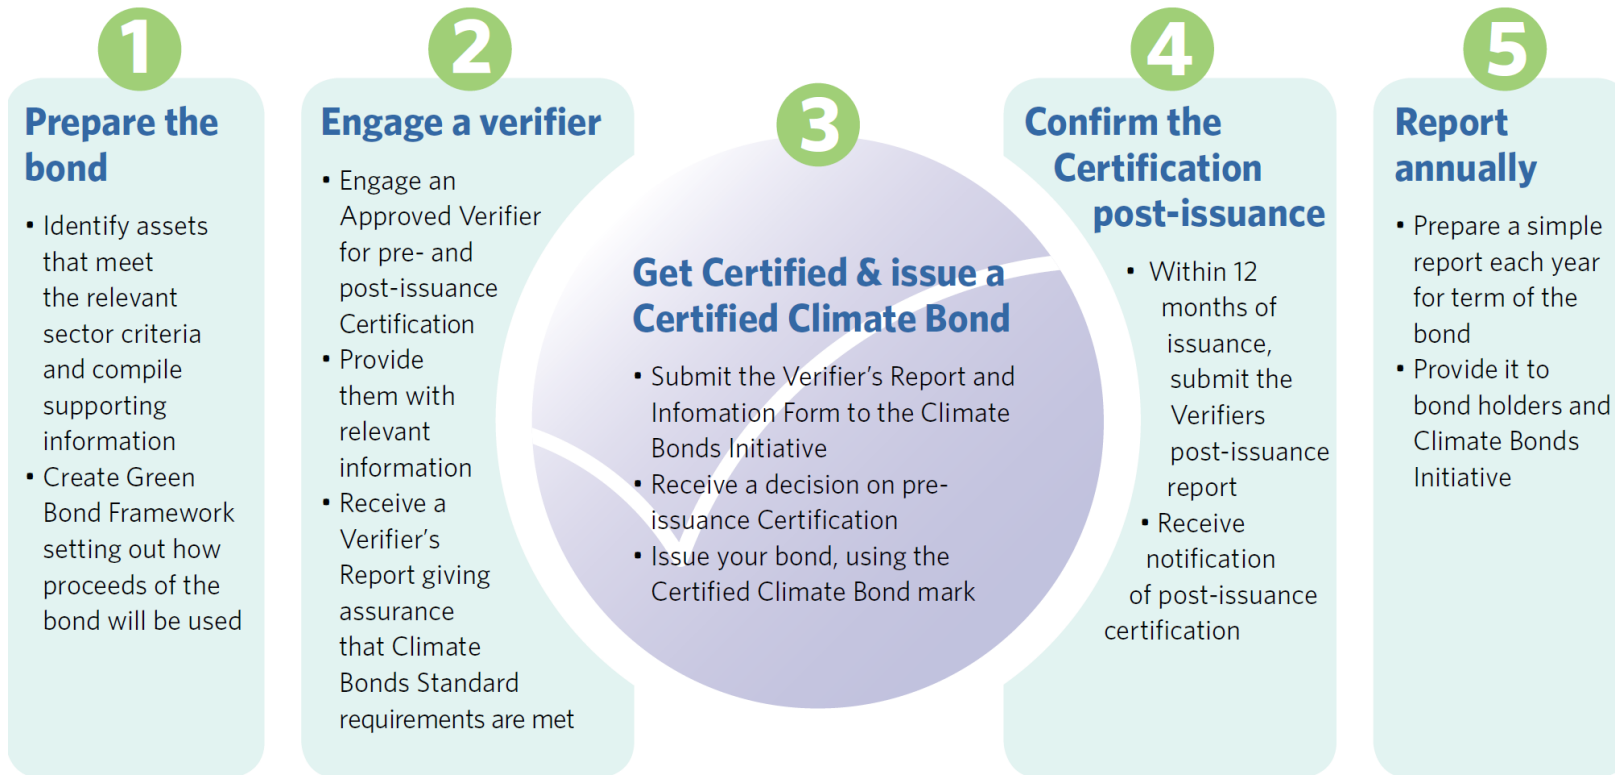 1
Prepare the
bond
• Identify assets
that meet
the relevant
sector criteria
and compile
supporting
information
• Create Green
Bond Framework
setting out how
proceeds of the
bond will be used
2
Engage a verifier
• Engage an
Approved Verifier
for pre- and
post-issuance
Certification
• Provide
them with
relevant
information
• Receive a
Verifier's
Report giving
assurance
that Climate
Bonds Standard
requirements are met
3
Get Certified & issue a
Certified Climate Bond
• Submit the Verifier's Report and
Infomation Form to the Climate
Bonds Initiative
• Receive a decision on pre-
issuance Certification
• Issue your bond, using the
Certified Climate Bond mark
4
Confirm the
Certification
post-issuance
• Within 12
months of
issuance,
submit the
Verifiers
post-issuance
report
• Receive
notification
of post-issuance
certification
5
Report
annually
• Prepare a simple
report each year
for term of the
bond
• Provide it to
bond holders and
Climate Bonds
Initiative